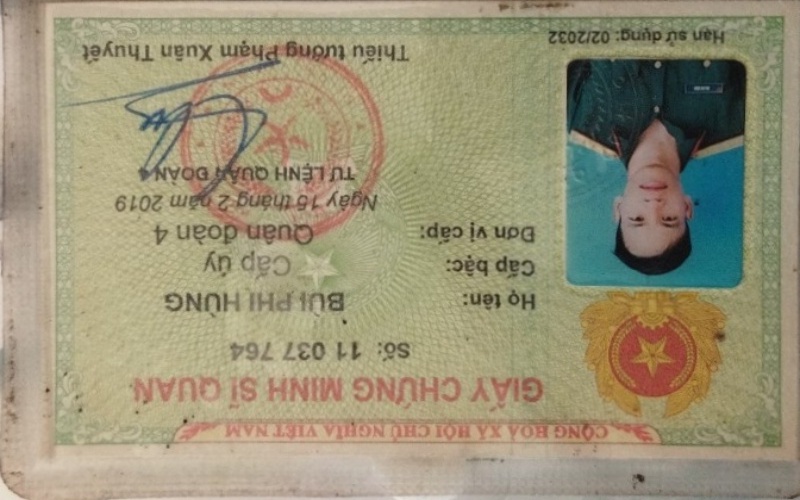 CỘNG HOÀ XÃ HỘI CHỦ NGHĨA VIỆT NAM
GIẤY CHỨNG MINH SĨ QUAN
Số: 11 037 764
Họ tên: BÙI PHI HÙNG
Cấp bậc: Cấp úy
Đơn vị cấp: Quân đoàn 4
Ngày 15 tháng 2 năm 2019
TƯ LỆNH QUÂN ĐOÀN 4
Thiếu tướng Phạm Xuân Thuyết
Hạn sử dụng: 02/2032